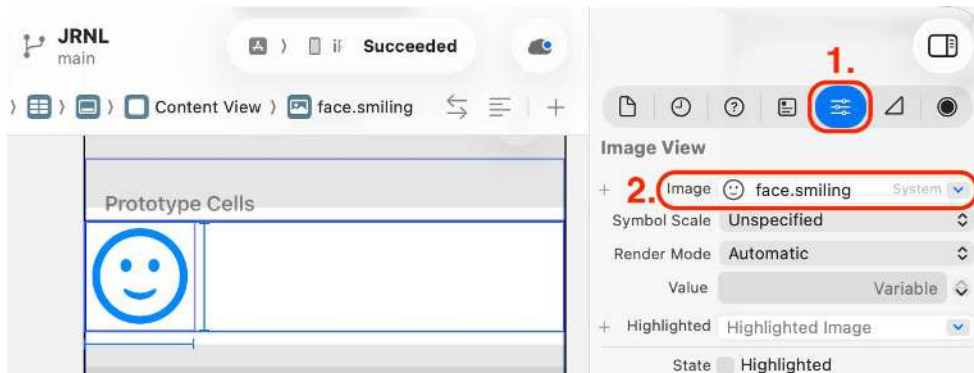 JRNL
main
iF Succeeded
Content View
face.smiling
Prototype Cells
1.
Image View
2.
Image face.smiling System
Symbol Scale Unspecified
Render Mode Automatic
Value Variable
Highlighted Highlighted Image
State Highlighted